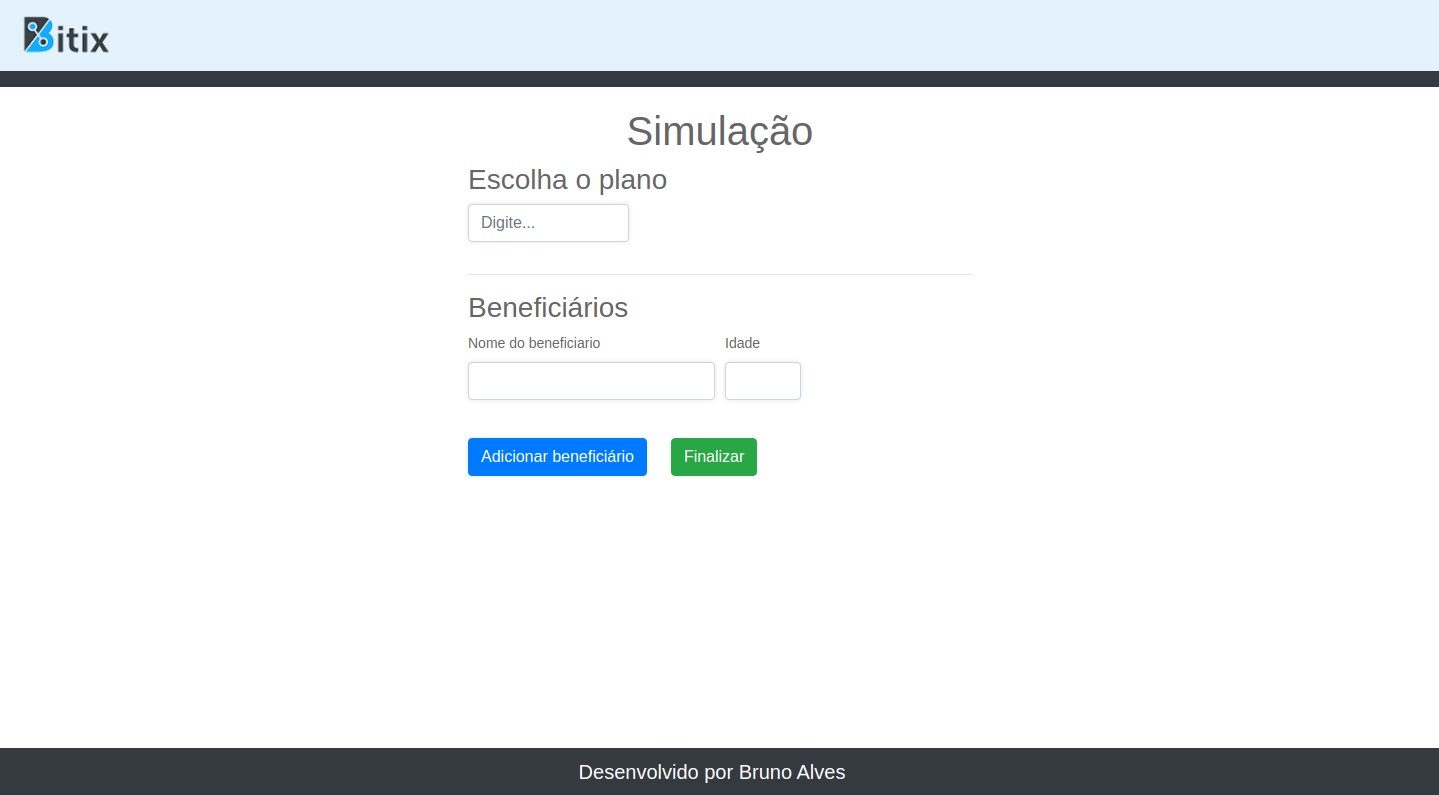 Bitix
Simulação
Escolha o plano
Digite...
Beneficiários
Nome do beneficiario Idade
Adicionar beneficiário Finalizar
Desenvolvido por Bruno Alves